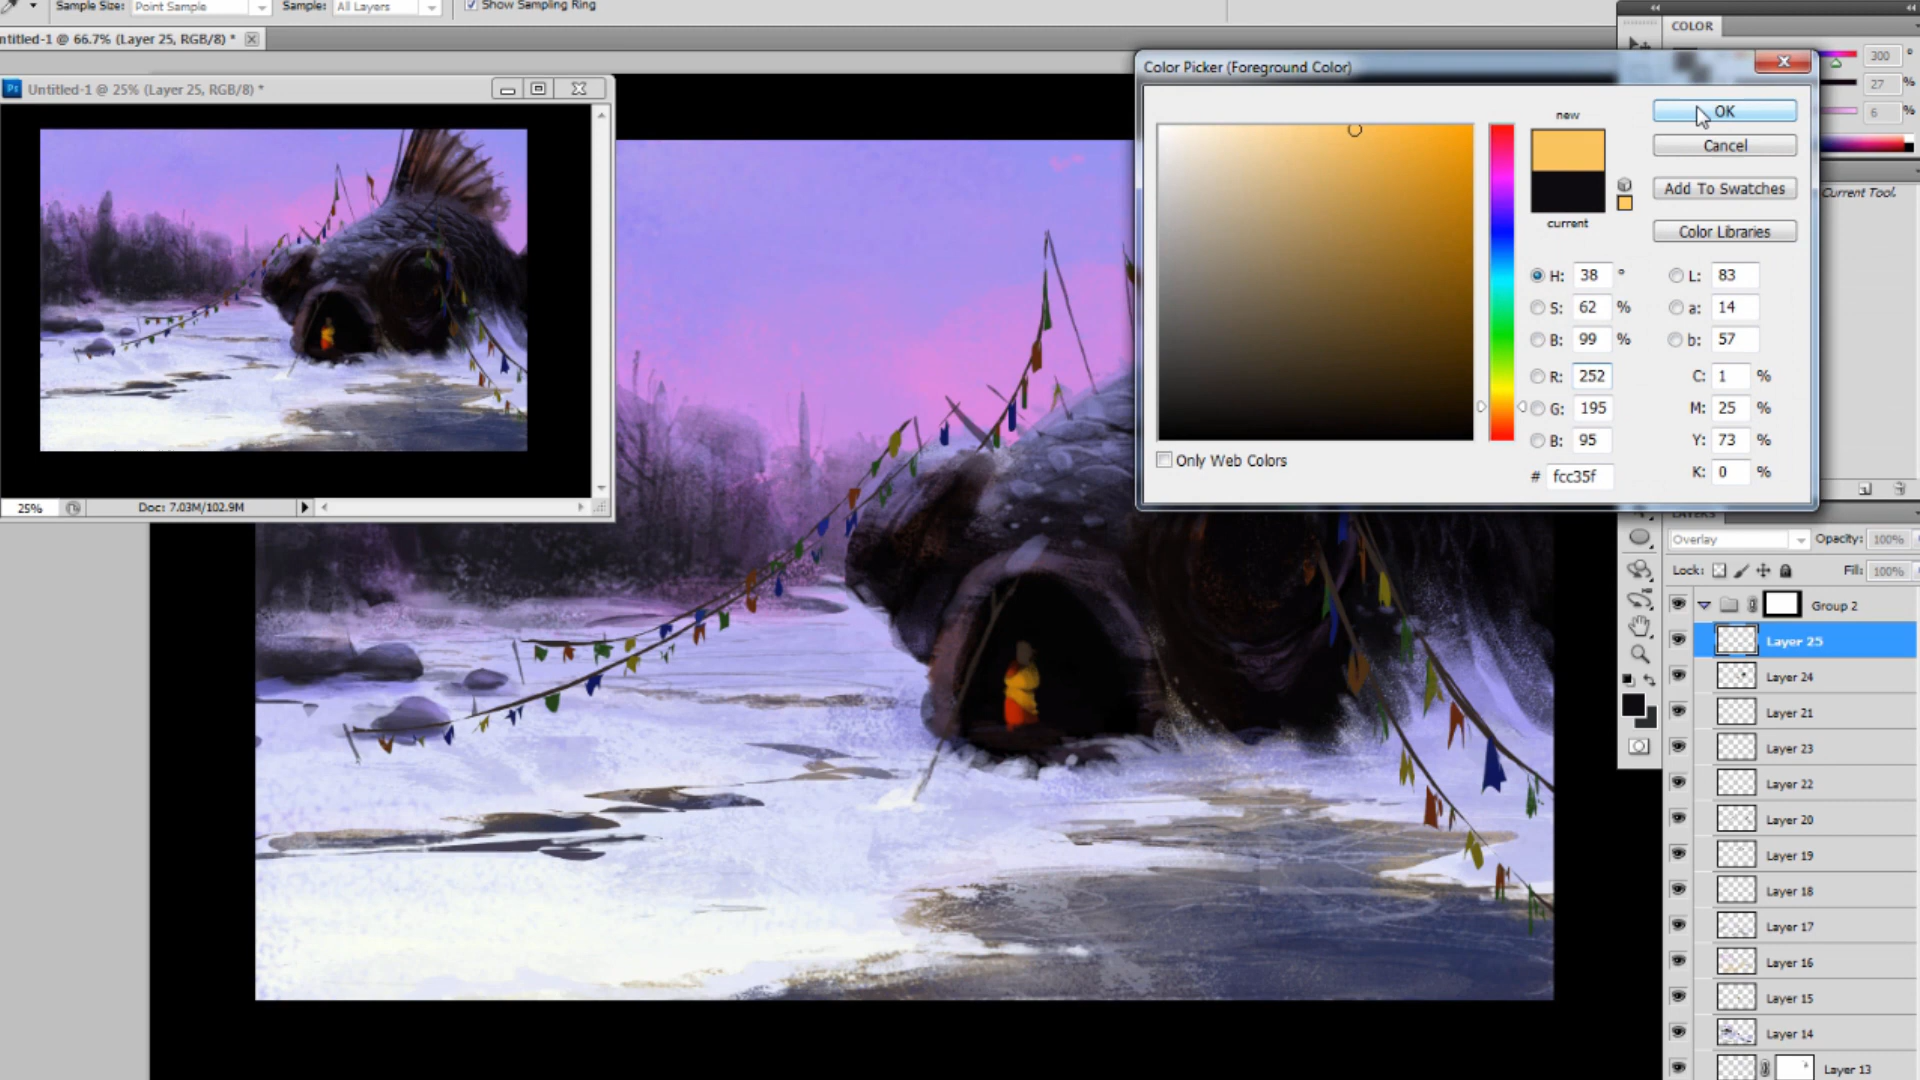 Sample Size: Point Sample Sample: All Layers Show Sampling Ring
ntitled-1 @ 66.7% (Layer 25, RGB/8) *
Untitled-1 @ 25% (Layer 25, RGB/8) *
25% Doc: 7.03M/102.9M
Color Picker (Foreground Color)
new
current
OK
Cancel
Add To Swatches
Color Libraries
H: 38 °
S: 62 %
B: 99 %
R: 252
G: 195
B: 95
# fcc35f
L: 83
a: 14
b: 57
C: 1 %
M: 25 %
Y: 73 %
K: 0 %
Only Web Colors
COLOR
300 °
27 %
6 %
Current Tool.
LAYERS
Overlay Opacity: 100%
Lock: Fill: 100%
Group 2
Layer 25
Layer 24
Layer 21
Layer 23
Layer 22
Layer 20
Layer 19
Layer 18
Layer 17
Layer 16
Layer 15
Layer 14
Layer 13